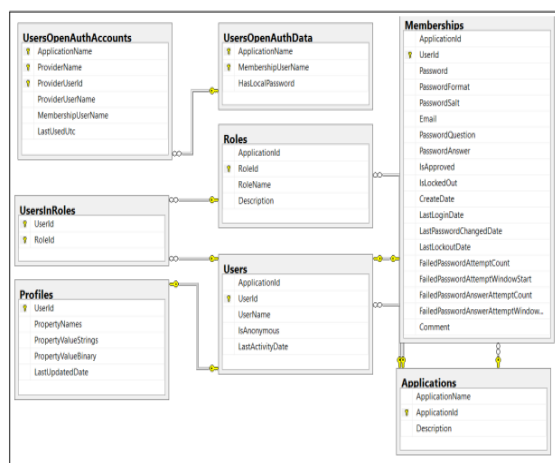 UsersOpenAuthAccounts
ApplicationName
ProviderName
ProviderUserId
ProviderUserName
MembershipUserName
LastUsedUtc
UsersOpenAuthData
ApplicationName
MembershipUserName
HasLocalPassword
Memberships
ApplicationId
UserId
Password
PasswordFormat
PasswordSalt
Email
PasswordQuestion
PasswordAnswer
IsApproved
IsLockedOut
CreateDate
LastLoginDate
LastPasswordChangedDate
LastLockoutDate
FailedPasswordAttemptCount
FailedPasswordAttemptWindowStart
FailedPasswordAnswerAttemptCount
FailedPasswordAnswerAttemptWindow...
Comment
Roles
ApplicationId
RoleId
RoleName
Description
UsersInRoles
UserId
RoleId
Users
ApplicationId
UserId
UserName
IsAnonymous
LastActivityDate
Profiles
UserId
PropertyNames
PropertyValueStrings
PropertyValueBinary
LastUpdatedDate
Applications
ApplicationName
ApplicationId
Description